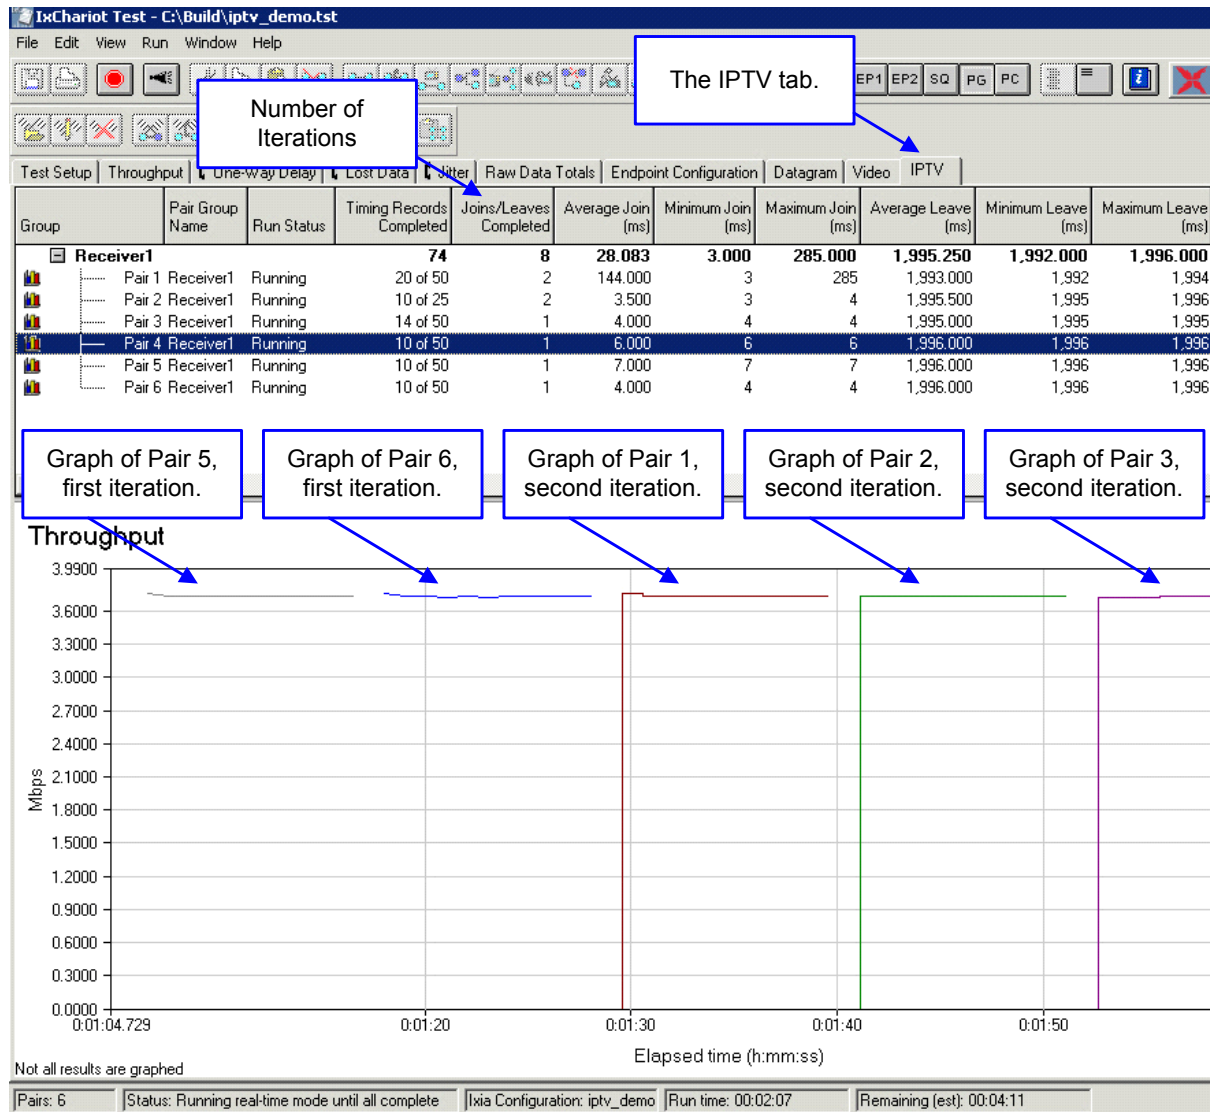 IxChariot Test - C:\Build\iptv_demo.tst
File Edit View Run Window Help
The IPTV tab.
EP1 EP2 SQ PG PC
Number of
Iterations
Test Setup Throughput One-Way Delay Lost Data Jitter Raw Data Totals Endpoint Configuration Datagram Video IPTV
Group Pair Group Name Run Status Timing Records Completed Joins/Leaves Completed Average Join (ms) Minimum Join (ms) Maximum Join (ms) Average Leave (ms) Minimum Leave (ms) Maximum Leave (ms)
Receiver1 74 8 28.083 3.000 285.000 1,995.250 1,992.000 1,996.000
Pair 1 Receiver1 Running 20 of 50 2 144.000 3 285 1,993.000 1,992 1,994
Pair 2 Receiver1 Running 10 of 25 2 3.500 3 4 1,995.500 1,995 1,996
Pair 3 Receiver1 Running 14 of 50 1 4.000 4 4 1,995.000 1,995 1,995
Pair 4 Receiver1 Running 10 of 50 1 6.000 6 6 1,996.000 1,996 1,996
Pair 5 Receiver1 Running 10 of 50 1 7.000 7 7 1,996.000 1,996 1,996
Pair 6 Receiver1 Running 10 of 50 1 4.000 4 4 1,996.000 1,996 1,996
Graph of Pair 5,
first iteration.
Graph of Pair 6,
first iteration.
Graph of Pair 1,
second iteration.
Graph of Pair 2,
second iteration.
Graph of Pair 3,
second iteration.
Throughput
3.9900
3.6000
3.3000
3.0000
2.7000
2.4000
2.1000
1.8000
1.5000
1.2000
0.9000
0.6000
0.3000
0.0000
Mbps
0:01:04.729 0:01:20 0:01:30 0:01:40 0:01:50
Elapsed time (h:mm:ss)
Not all results are graphed
Pairs: 6 Status: Running real-time mode until all complete Ixia Configuration: iptv_demo Run time: 00:02:07 Remaining (est): 00:04:11